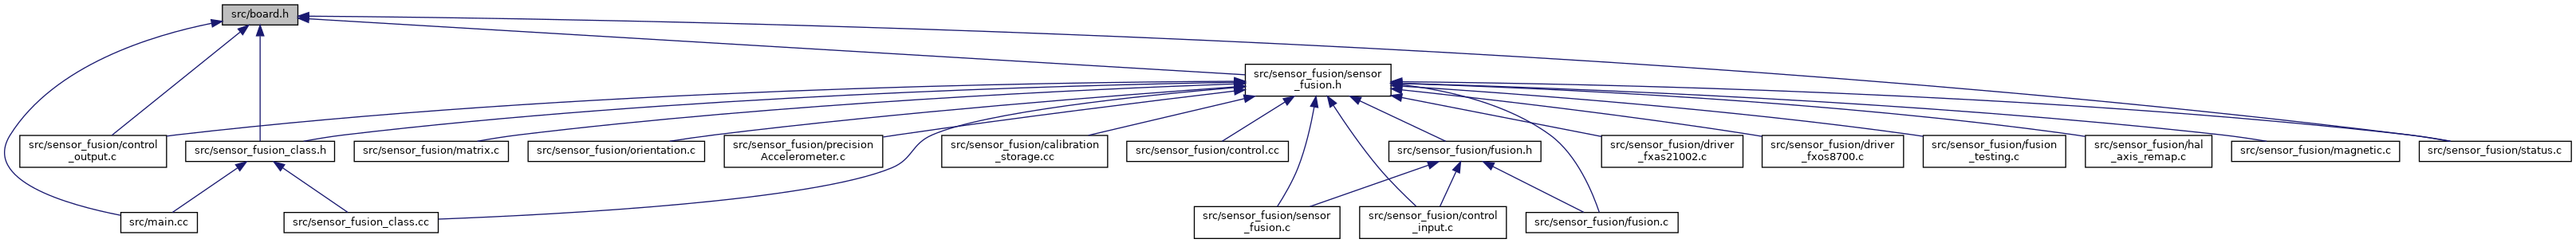 src/board.h
src/sensor_fusion/sensor
_fusion.h
src/sensor_fusion/control
_output.c
src/sensor_fusion_class.h
src/sensor_fusion/matrix.c
src/sensor_fusion/orientation.c
src/sensor_fusion/precision
Accelerometer.c
src/sensor_fusion/calibration
_storage.cc
src/sensor_fusion/control.cc
src/sensor_fusion/fusion.h
src/sensor_fusion/driver
_fxas21002.c
src/sensor_fusion/driver
_fxos8700.c
src/sensor_fusion/fusion
_testing.c
src/sensor_fusion/hal
_axis_remap.c
src/sensor_fusion/magnetic.c
src/sensor_fusion/status.c
src/main.cc
src/sensor_fusion_class.cc
src/sensor_fusion/sensor
_fusion.c
src/sensor_fusion/control
_input.c
src/sensor_fusion/fusion.c